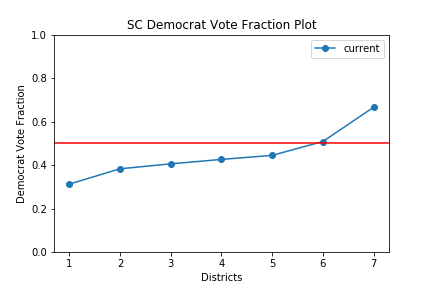 SC Democrat Vote Fraction Plot
current
Democrat Vote Fraction
1.0
0.8
0.6
0.4
0.2
0.0
1 2 3 4 5 6 7
Districts